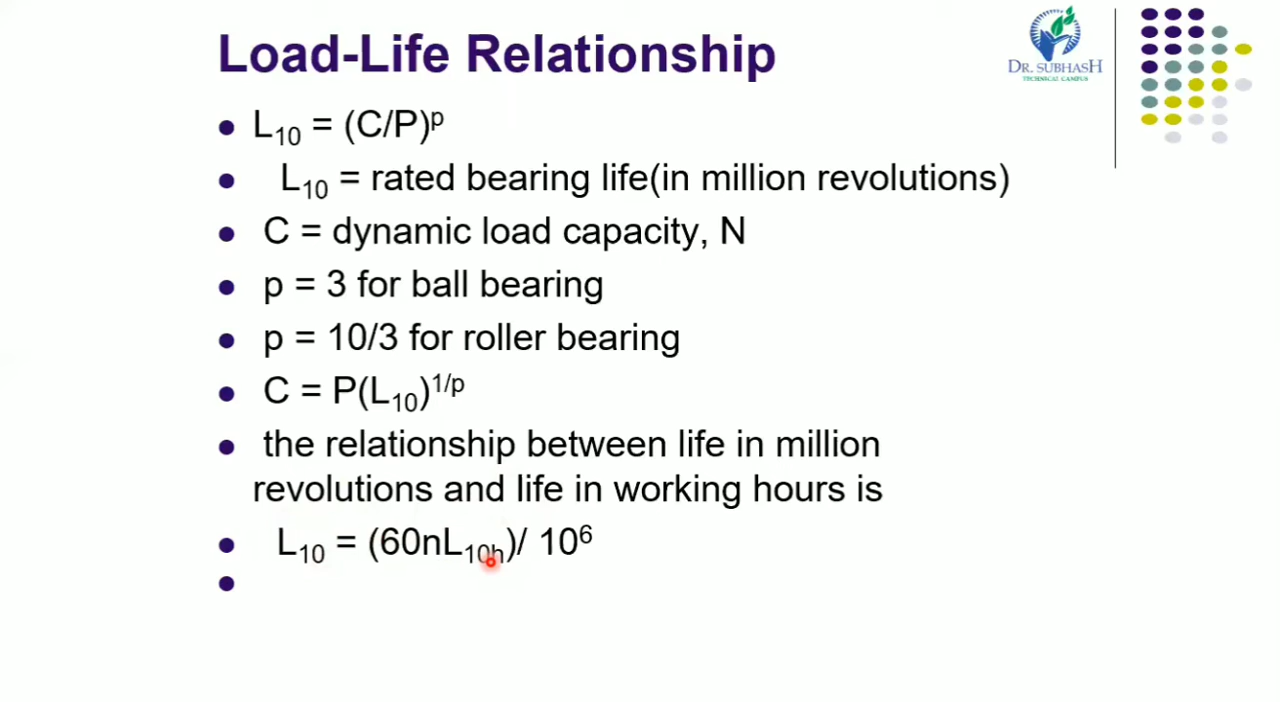 Load-Life Relationship
DR. SUBHASH
TECHNICAL CAMPUS
• L₁₀ = (C/P)ᵖ
• L₁₀ = rated bearing life(in million revolutions)
• C = dynamic load capacity, N
• p = 3 for ball bearing
• p = 10/3 for roller bearing
• C = P(L₁₀)¹/ᵖ
• the relationship between life in million
revolutions and life in working hours is
• L₁₀ = (60nL₁₀ₕ)/ 10⁶
•